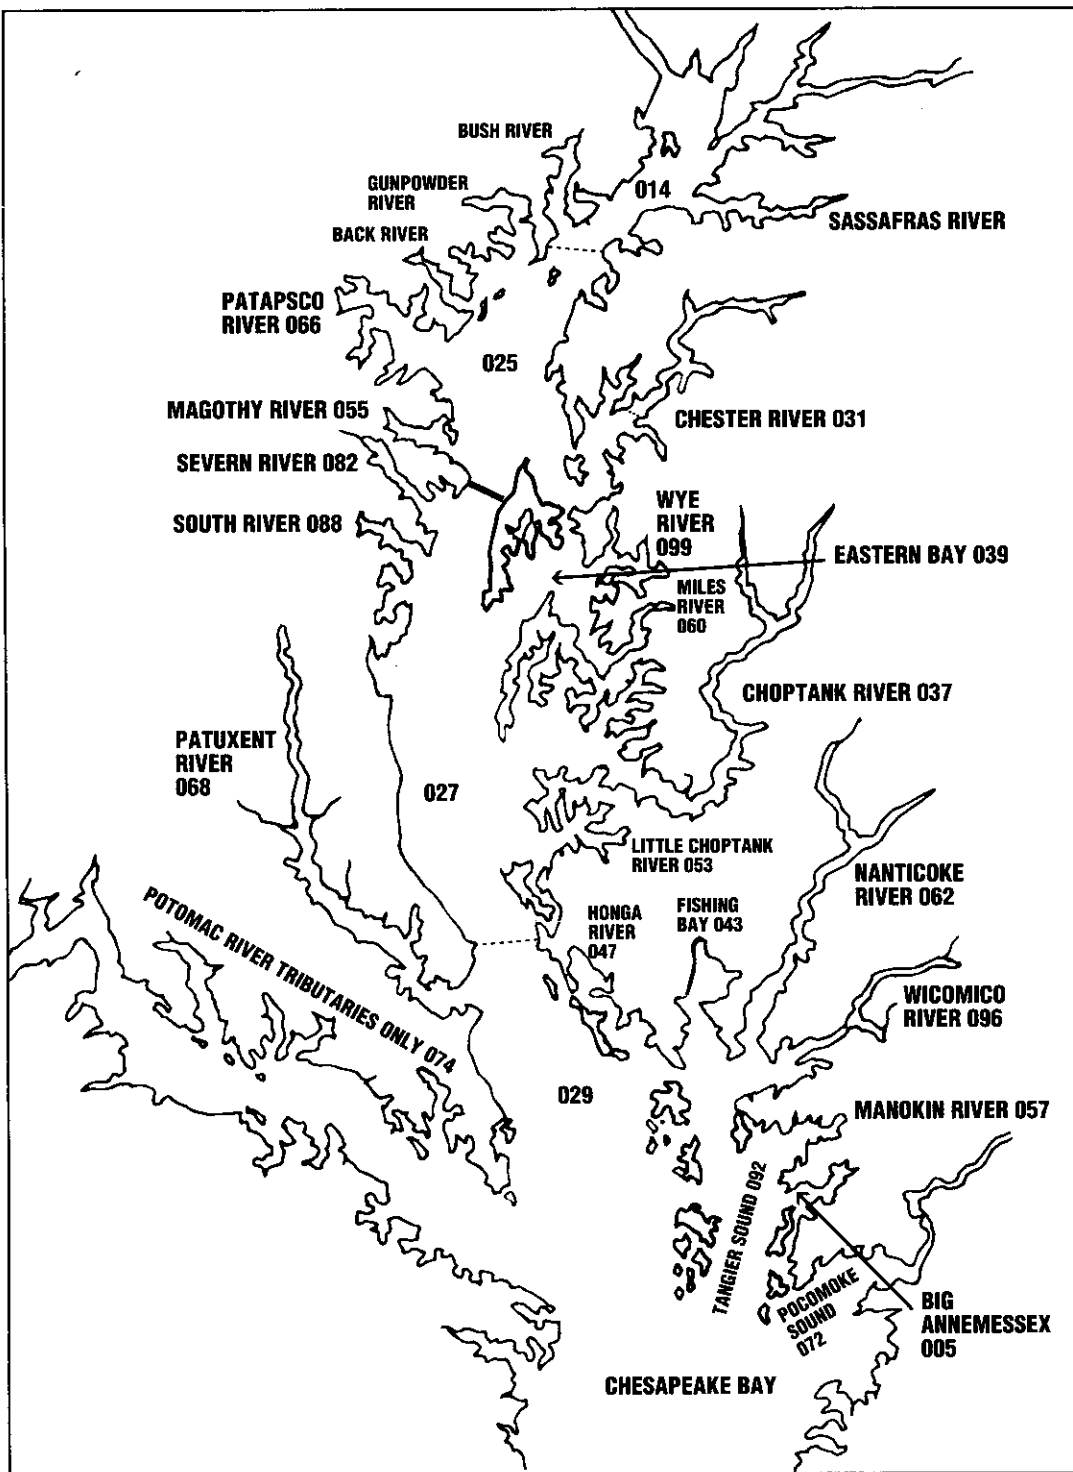 BUSH RIVER
014
GUNPOWDER
RIVER
SASSAFRAS RIVER
BACK RIVER
PATAPSCO
RIVER 066
025
MAGOTHY RIVER 055
CHESTER RIVER 031
SEVERN RIVER 082
WYE
RIVER
099
SOUTH RIVER 088
EASTERN BAY 039
MILES
RIVER
060
CHOPTANK RIVER 037
PATUXENT
RIVER
068
027
LITTLE CHOPTANK
RIVER 053
NANTICOKE
RIVER 062
HONGA
RIVER
047
FISHING
BAY 043
POTOMAC RIVER TRIBUTARIES ONLY 074
WICOMICO
RIVER 096
029
MANOKIN RIVER 057
TANGIER SOUND 092
POCOMOKE
SOUND
072
BIG
ANNEMESSEX
005
CHESAPEAKE BAY